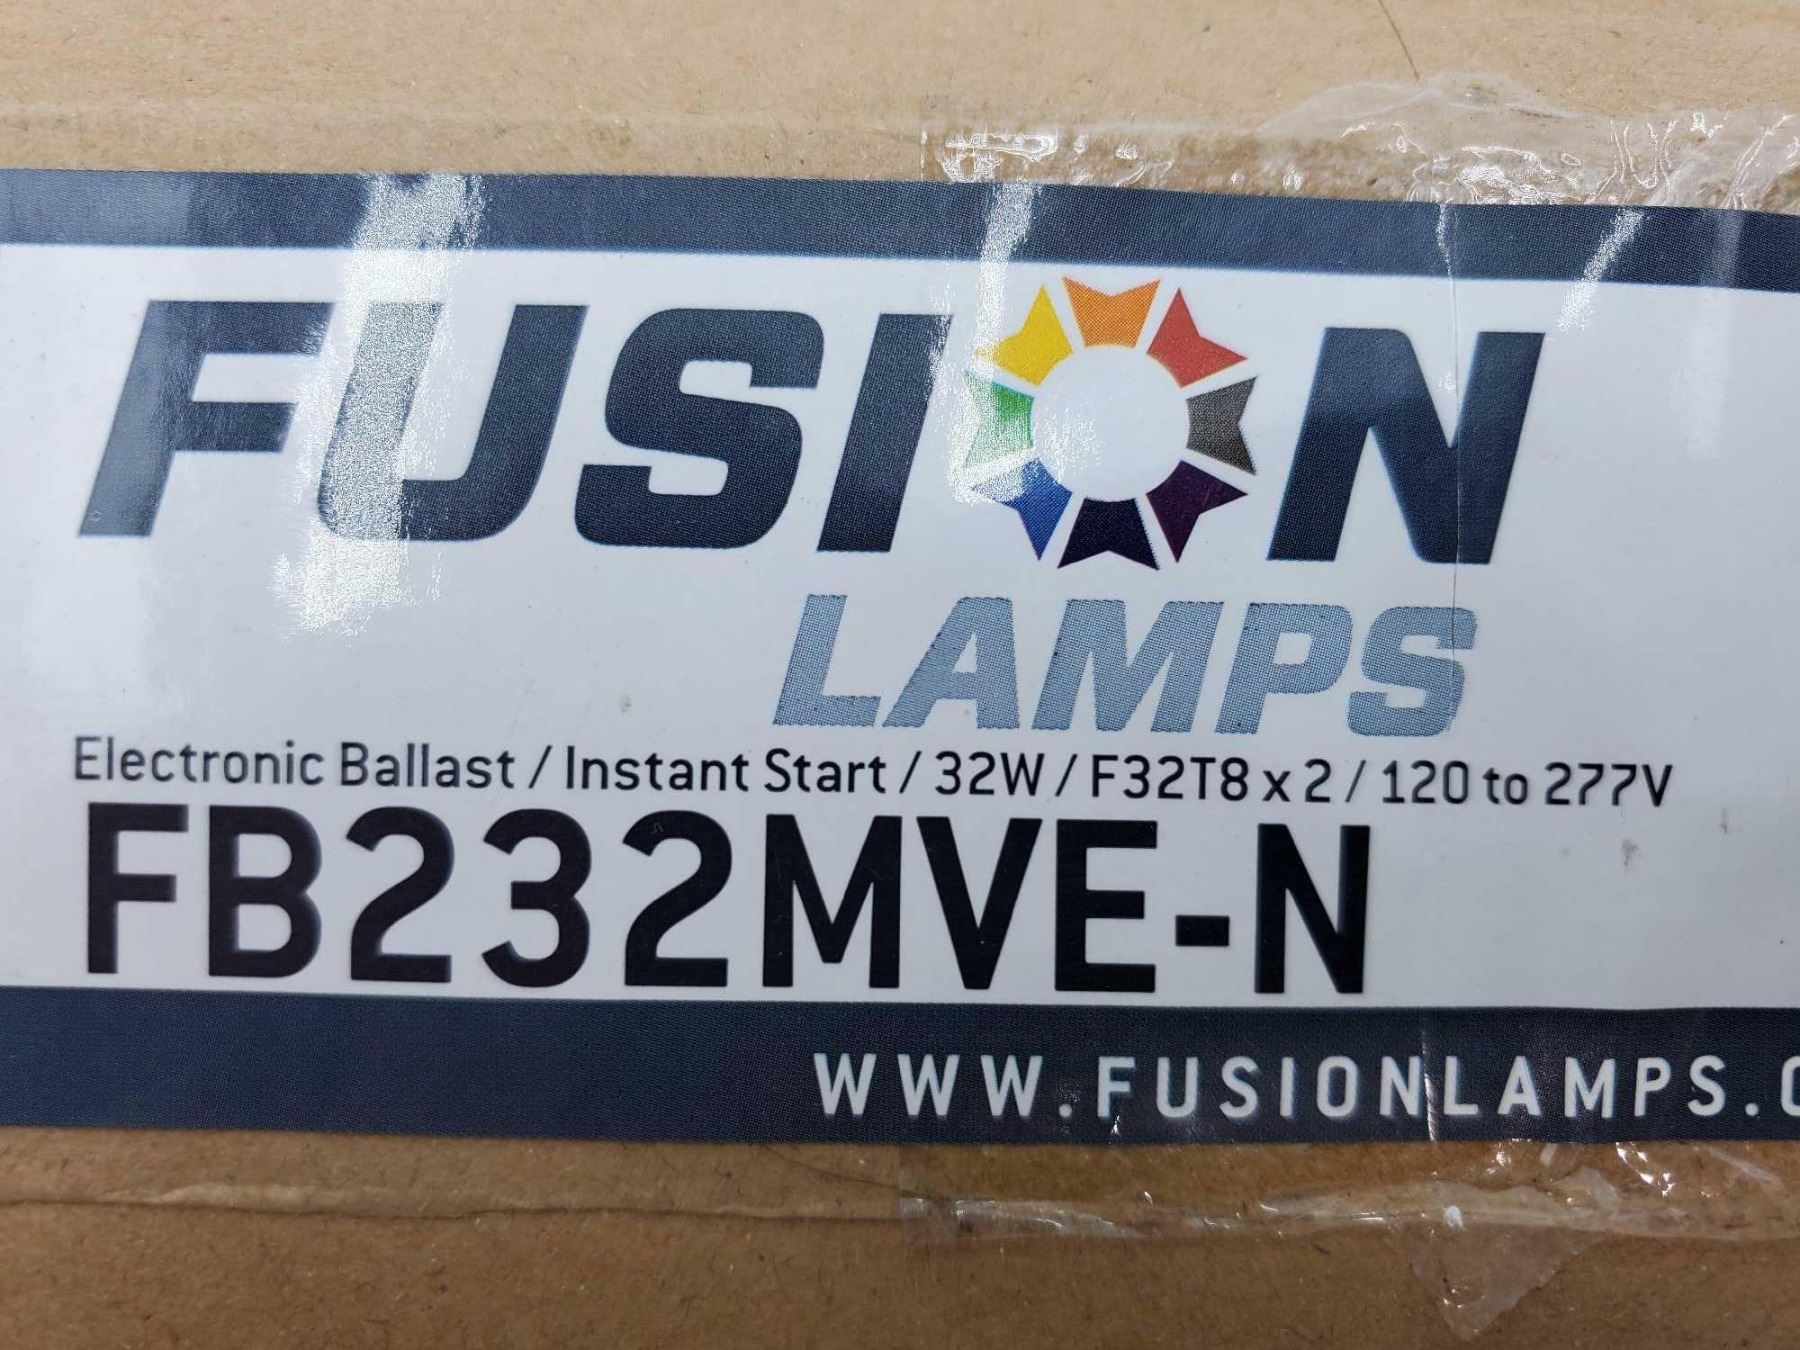 FUSION
LAMPS
Electronic Ballast / Instant Start / 32W / F32T8 x 2 / 120 to 277V
FB232MVE-N
WWW.FUSIONLAMPS.